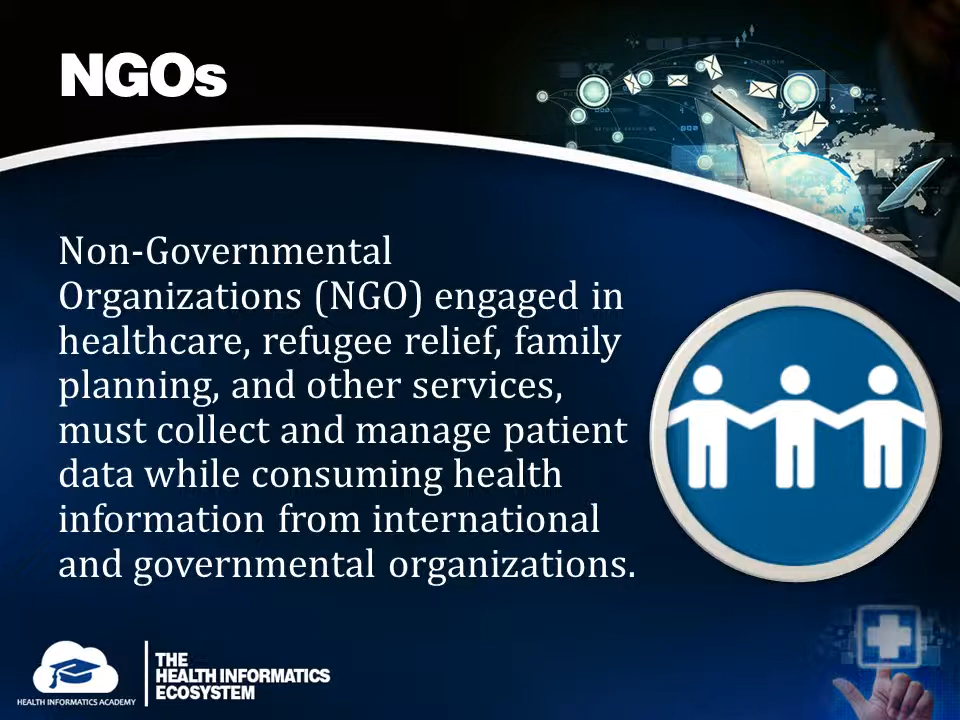 NGOs
Non-Governmental
Organizations (NGO) engaged in
healthcare, refugee relief, family
planning, and other services,
must collect and manage patient
data while consuming health
information from international
and governmental organizations.
HEALTH INFORMATICS ACADEMY
THE
HEALTH INFORMATICS
ECOSYSTEM